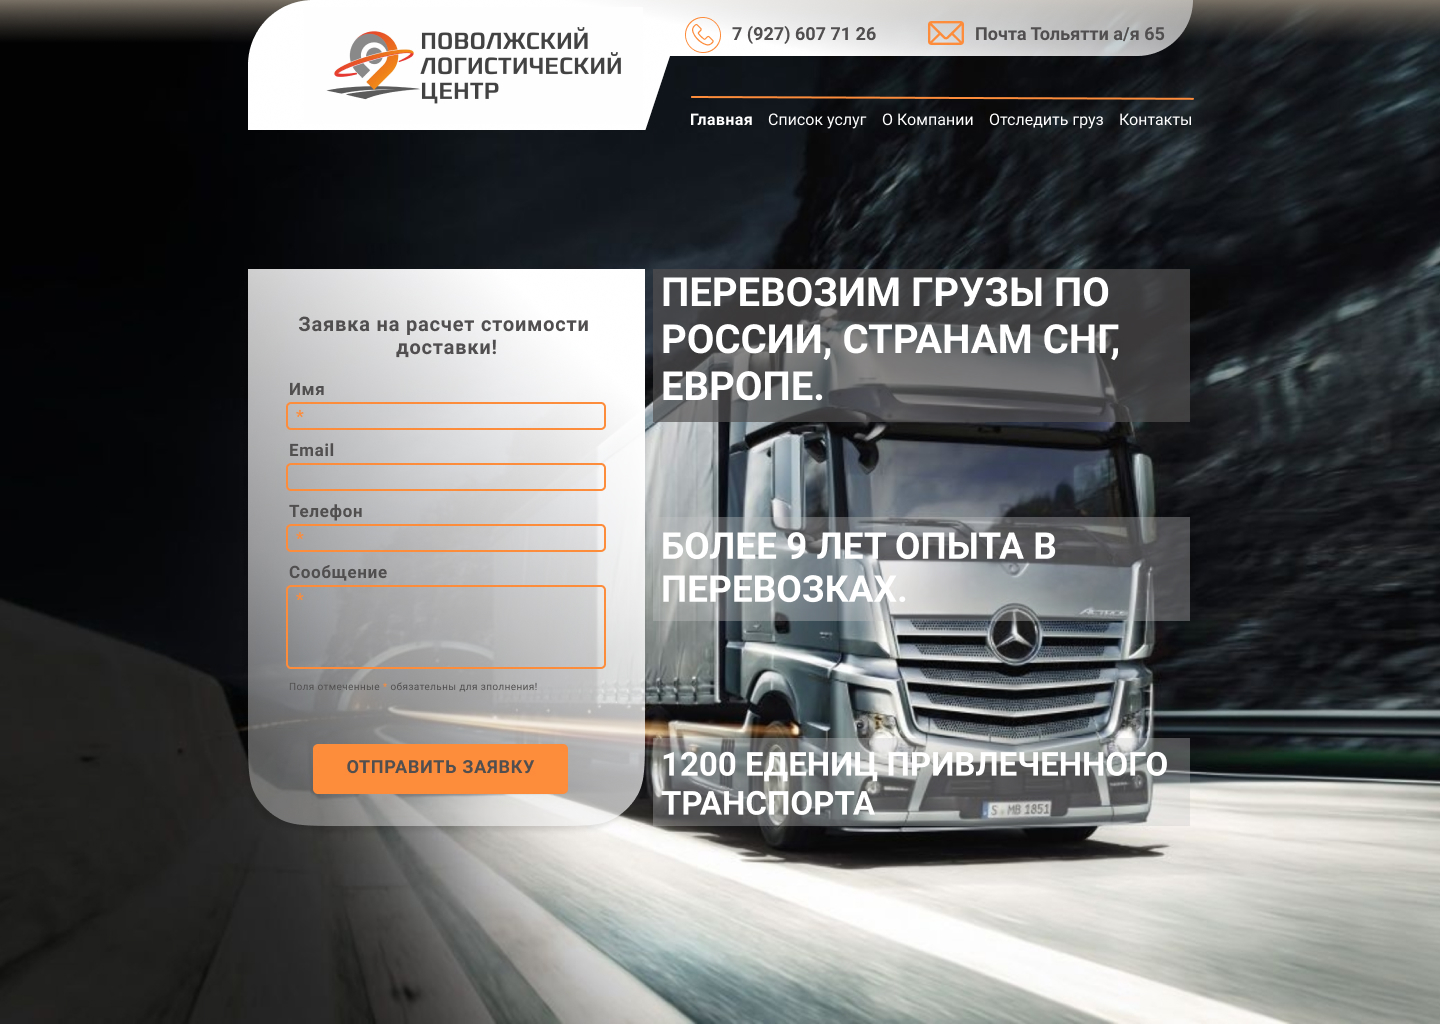 ПОВОЛЖСКИЙ
ЛОГИСТИЧЕСКИЙ
ЦЕНТР
7 (927) 607 71 26
Почта Тольятти а/я 65
Главная Список услуг О Компании Отследить груз Контакты
Заявка на расчет стоимости
доставки!
Имя
*
Email
Телефон
*
Сообщение
*
Поля отмеченные * обязательны для зполнения!
ОТПРАВИТЬ ЗАЯВКУ
ПЕРЕВОЗИМ ГРУЗЫ ПО
РОССИИ, СТРАНАМ СНГ,
ЕВРОПЕ.
БОЛЕЕ 9 ЛЕТ ОПЫТА В
ПЕРЕВОЗКАХ.
ACTROS
1200 ЕДЕНИЦ ПРИВЛЕЧЕННОГО
ТРАНСПОРТА
S MB 1851